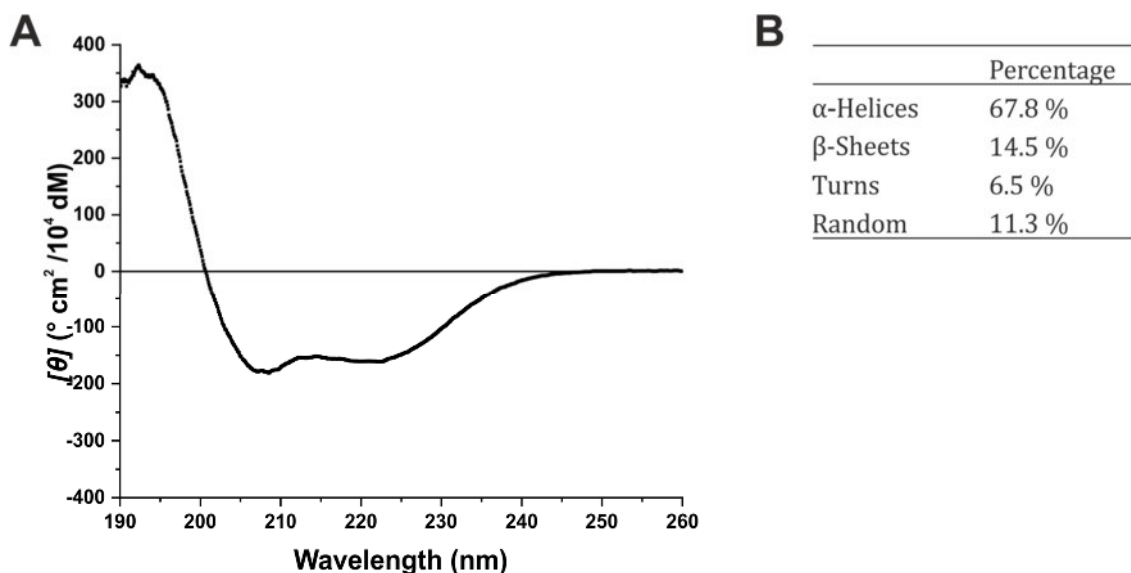 A
400
300
200
100
0
-100
-200
-300
-400
[θ] (° cm² /10⁴ dM)
190 200 210 220 230 240 250 260
Wavelength (nm)
B
Percentage
α-Helices 67.8 %
β-Sheets 14.5 %
Turns 6.5 %
Random 11.3 %